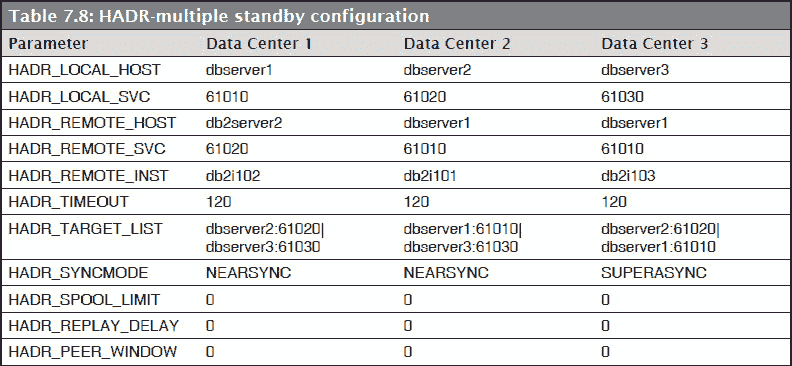 Table 7.8: HADR-multiple standby configuration
Parameter Data Center 1 Data Center 2 Data Center 3
HADR_LOCAL_HOST dbserver1 dbserver2 dbserver3
HADR_LOCAL_SVC 61010 61020 61030
HADR_REMOTE_HOST db2server2 dbserver1 dbserver1
HADR_REMOTE_SVC 61020 61010 61010
HADR_REMOTE_INST db2i102 db2i101 db2i103
HADR_TIMEOUT 120 120 120
HADR_TARGET_LIST dbserver2:61020| dbserver1:61010| dbserver2:61020|
dbserver3:61030 dbserver3:61030 dbserver1:61010
HADR_SYNCMODE NEARSYNC NEARSYNC SUPERASYNC
HADR_SPOOL_LIMIT 0 0 0
HADR_REPLAY_DELAY 0 0 0
HADR_PEER_WINDOW 0 0 0